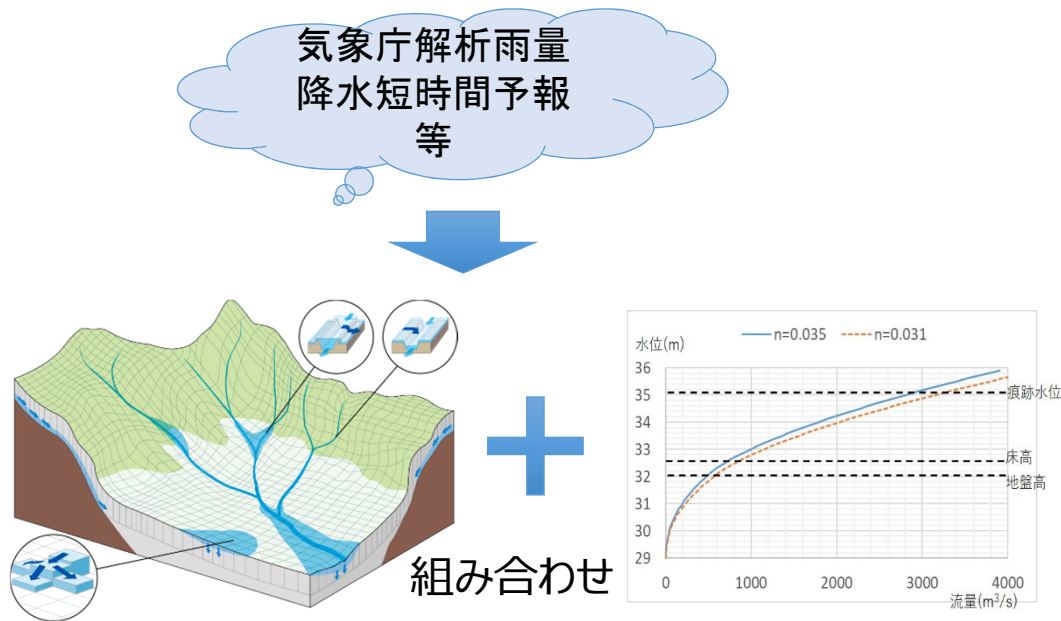 気象庁解析雨量
降水短時間予報
等
組み合わせ
水位(m)
n=0.035
n=0.031
36
35
34
33
32
31
30
29
痕跡水位
床高
地盤高
0
1000
2000
3000
4000
流量(m³/s)